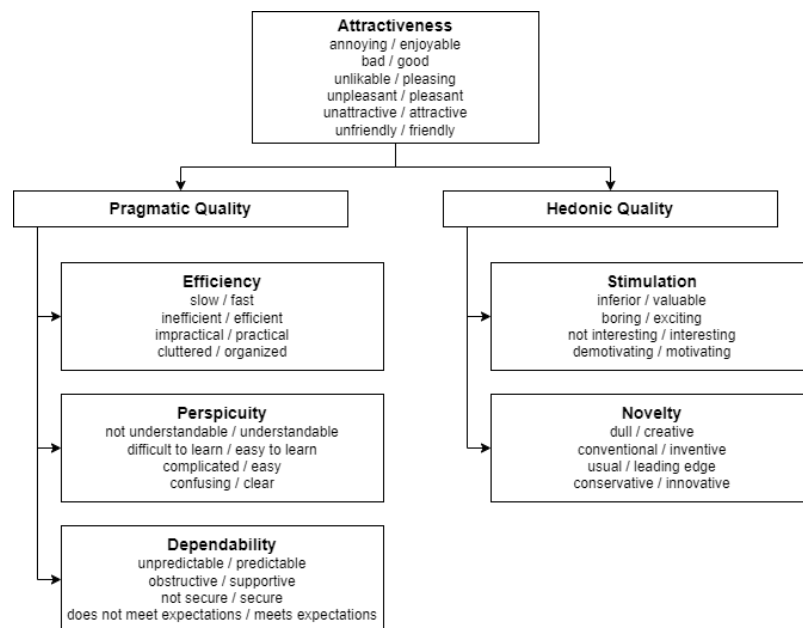 Attractiveness
annoying / enjoyable
bad / good
unlikable / pleasing
unpleasant / pleasant
unattractive / attractive
unfriendly / friendly
Pragmatic Quality
Efficiency
slow / fast
inefficient / efficient
impractical / practical
cluttered / organized
Perspicuity
not understandable / understandable
difficult to learn / easy to learn
complicated / easy
confusing / clear
Dependability
unpredictable / predictable
obstructive / supportive
not secure / secure
does not meet expectations / meets expectations
Hedonic Quality
Stimulation
inferior / valuable
boring / exciting
not interesting / interesting
demotivating / motivating
Novelty
dull / creative
conventional / inventive
usual / leading edge
conservative / innovative